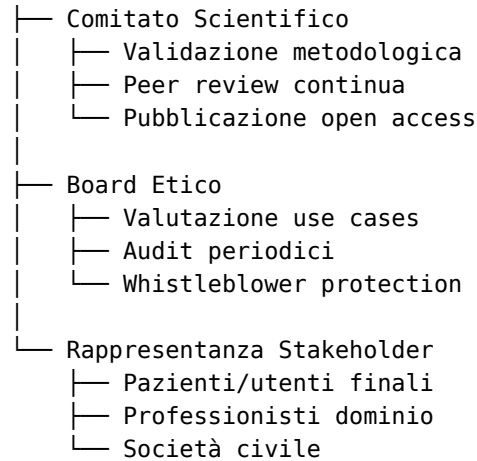 ├── Comitato Scientifico
│   ├── Validazione metodologica
│   ├── Peer review continua
│   └── Pubblicazione open access
│
├── Board Etico
│   ├── Valutazione use cases
│   ├── Audit periodici
│   └── Whistleblower protection
│
└── Rappresentanza Stakeholder
    ├── Pazienti/utenti finali
    ├── Professionisti dominio
    └── Società civile